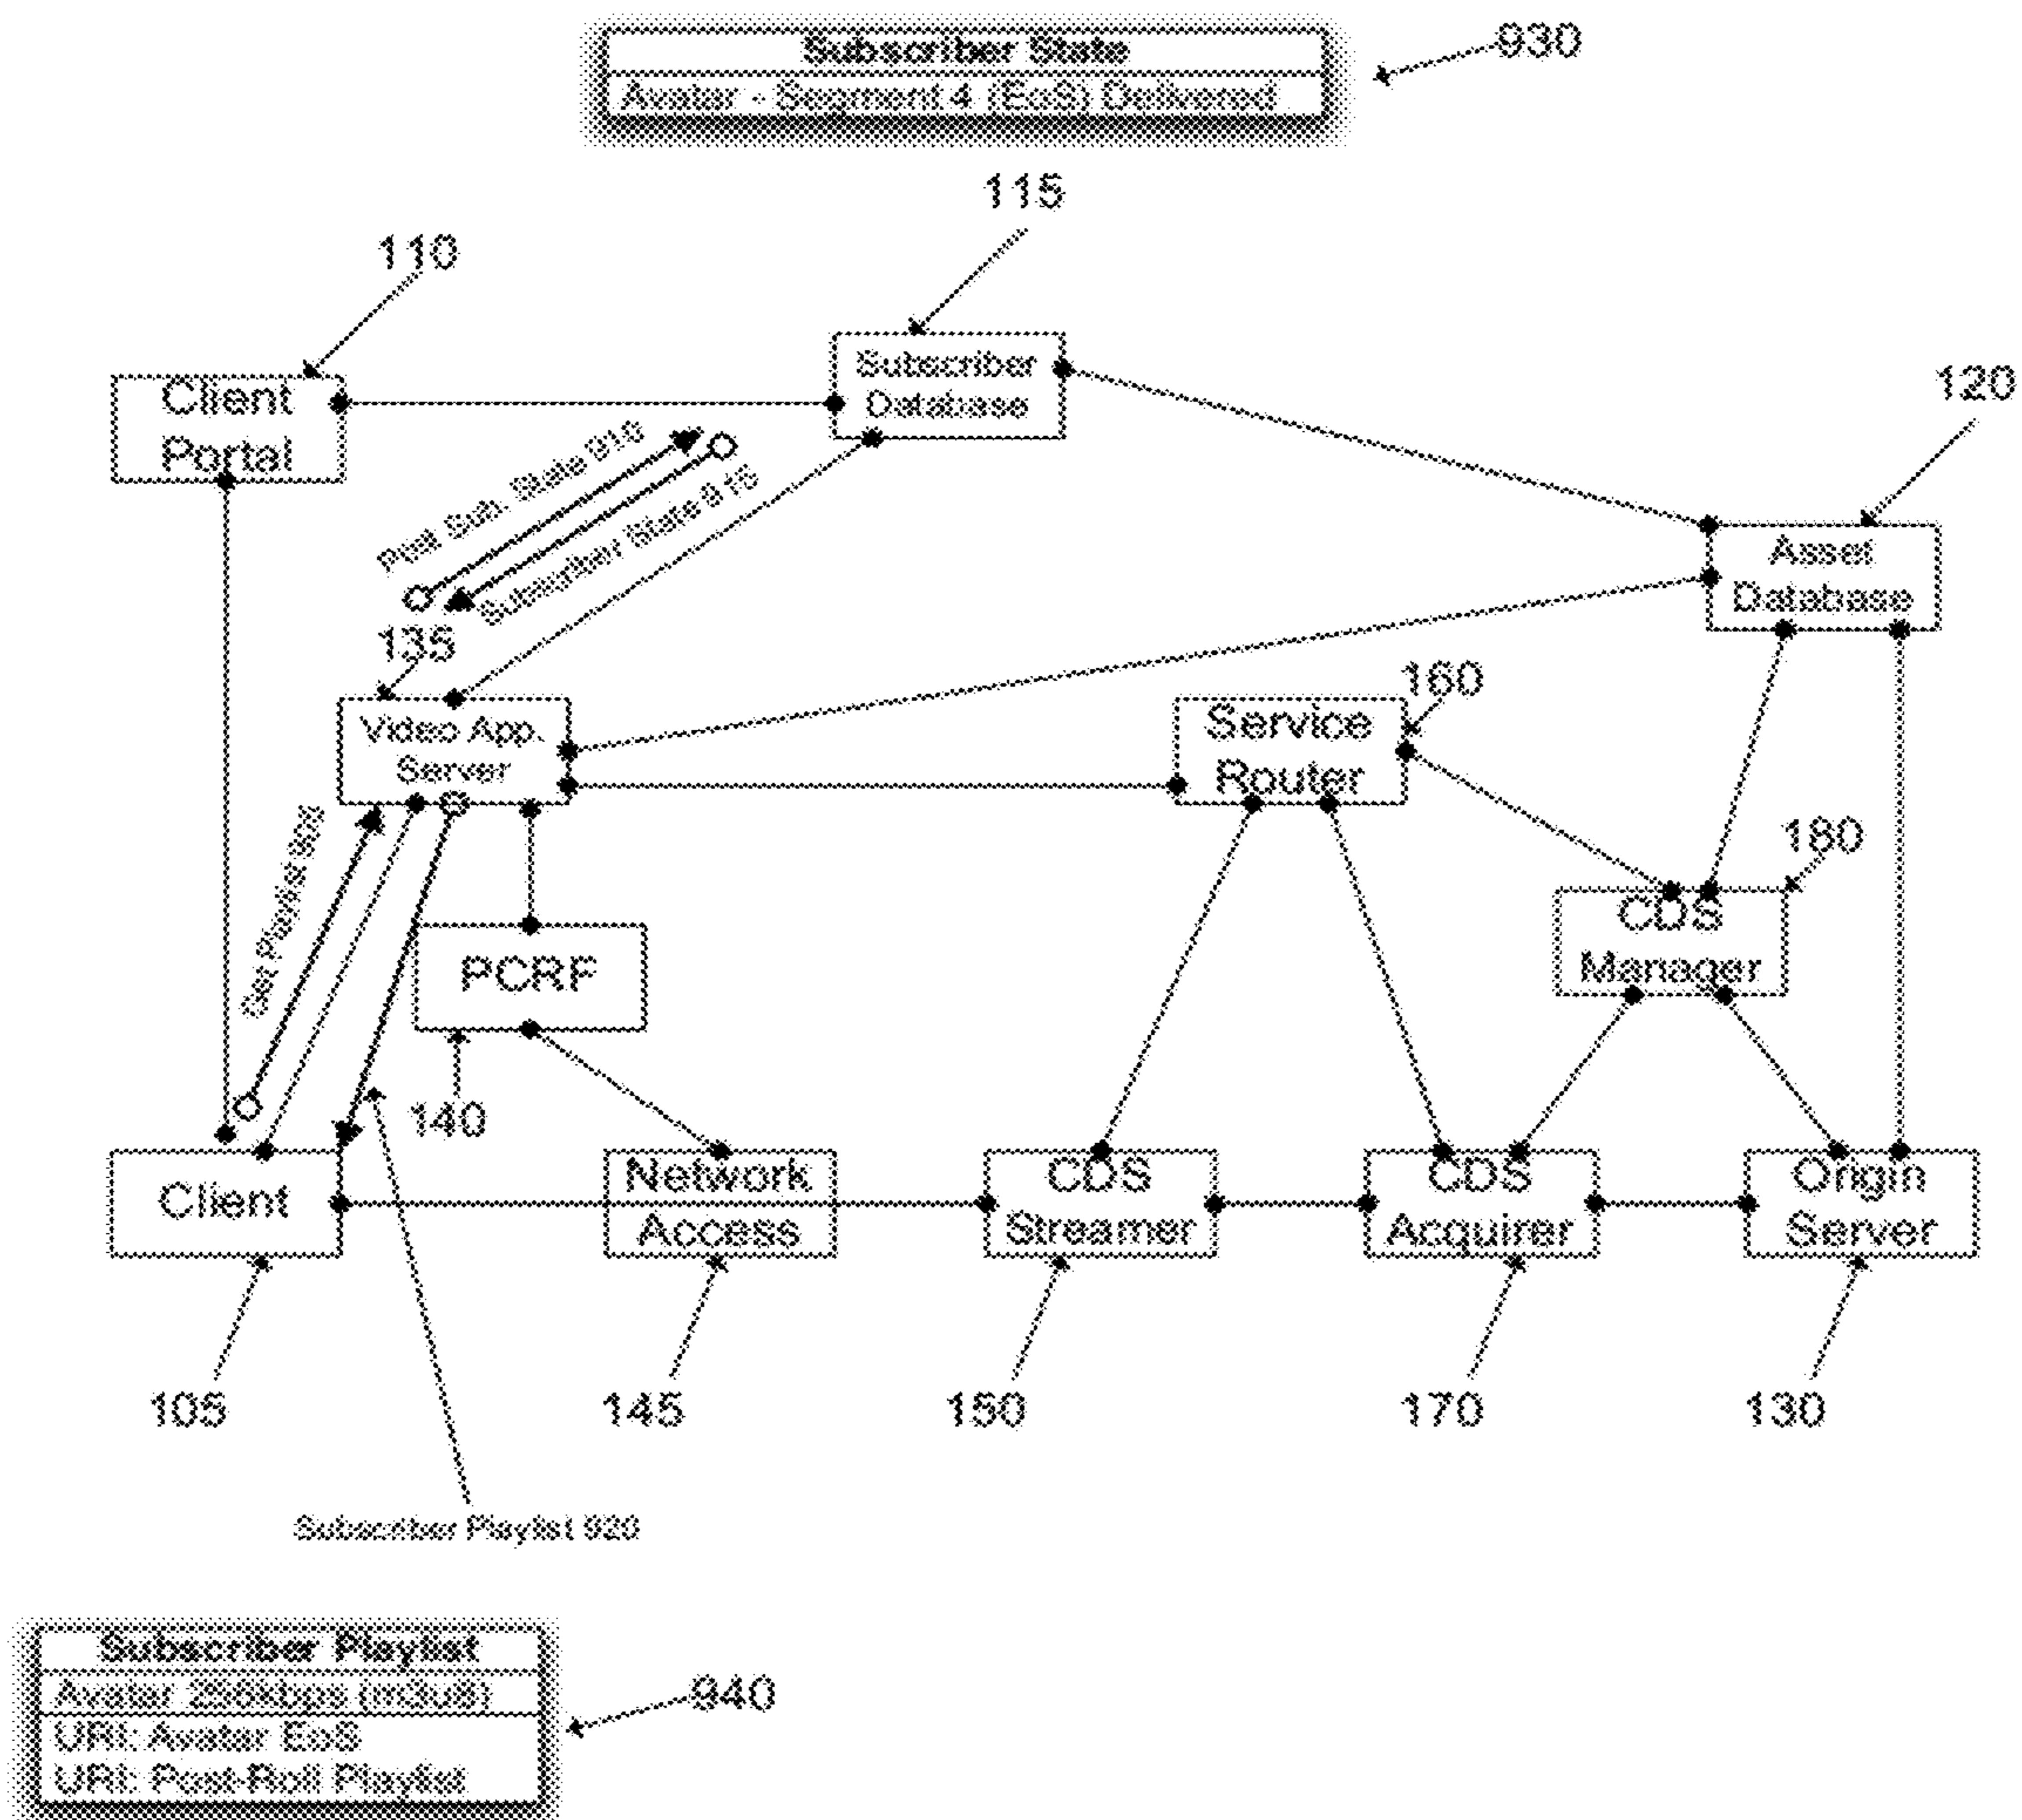 Subscriber State
930
Avatar - Segment 4 (EoS) Delivered
115
110
Subscriber
Database
Client
Portal
120
Post Sub. State 910
Subscriber State 915
Asset
Database
135
160
Video App.
Server
Service
Router
180
Get Playlist 905
CDS
Manager
PCRF
140
Client
Network
Access
CDS
Streamer
CDS
Acquirer
Origin
Server
105
145
150
170
130
Subscriber Playlist 920
Subscriber Playlist
Avatar 256kbps (m3u8)
940
URI: Avatar EoS
URI: Post-Roll Playlist